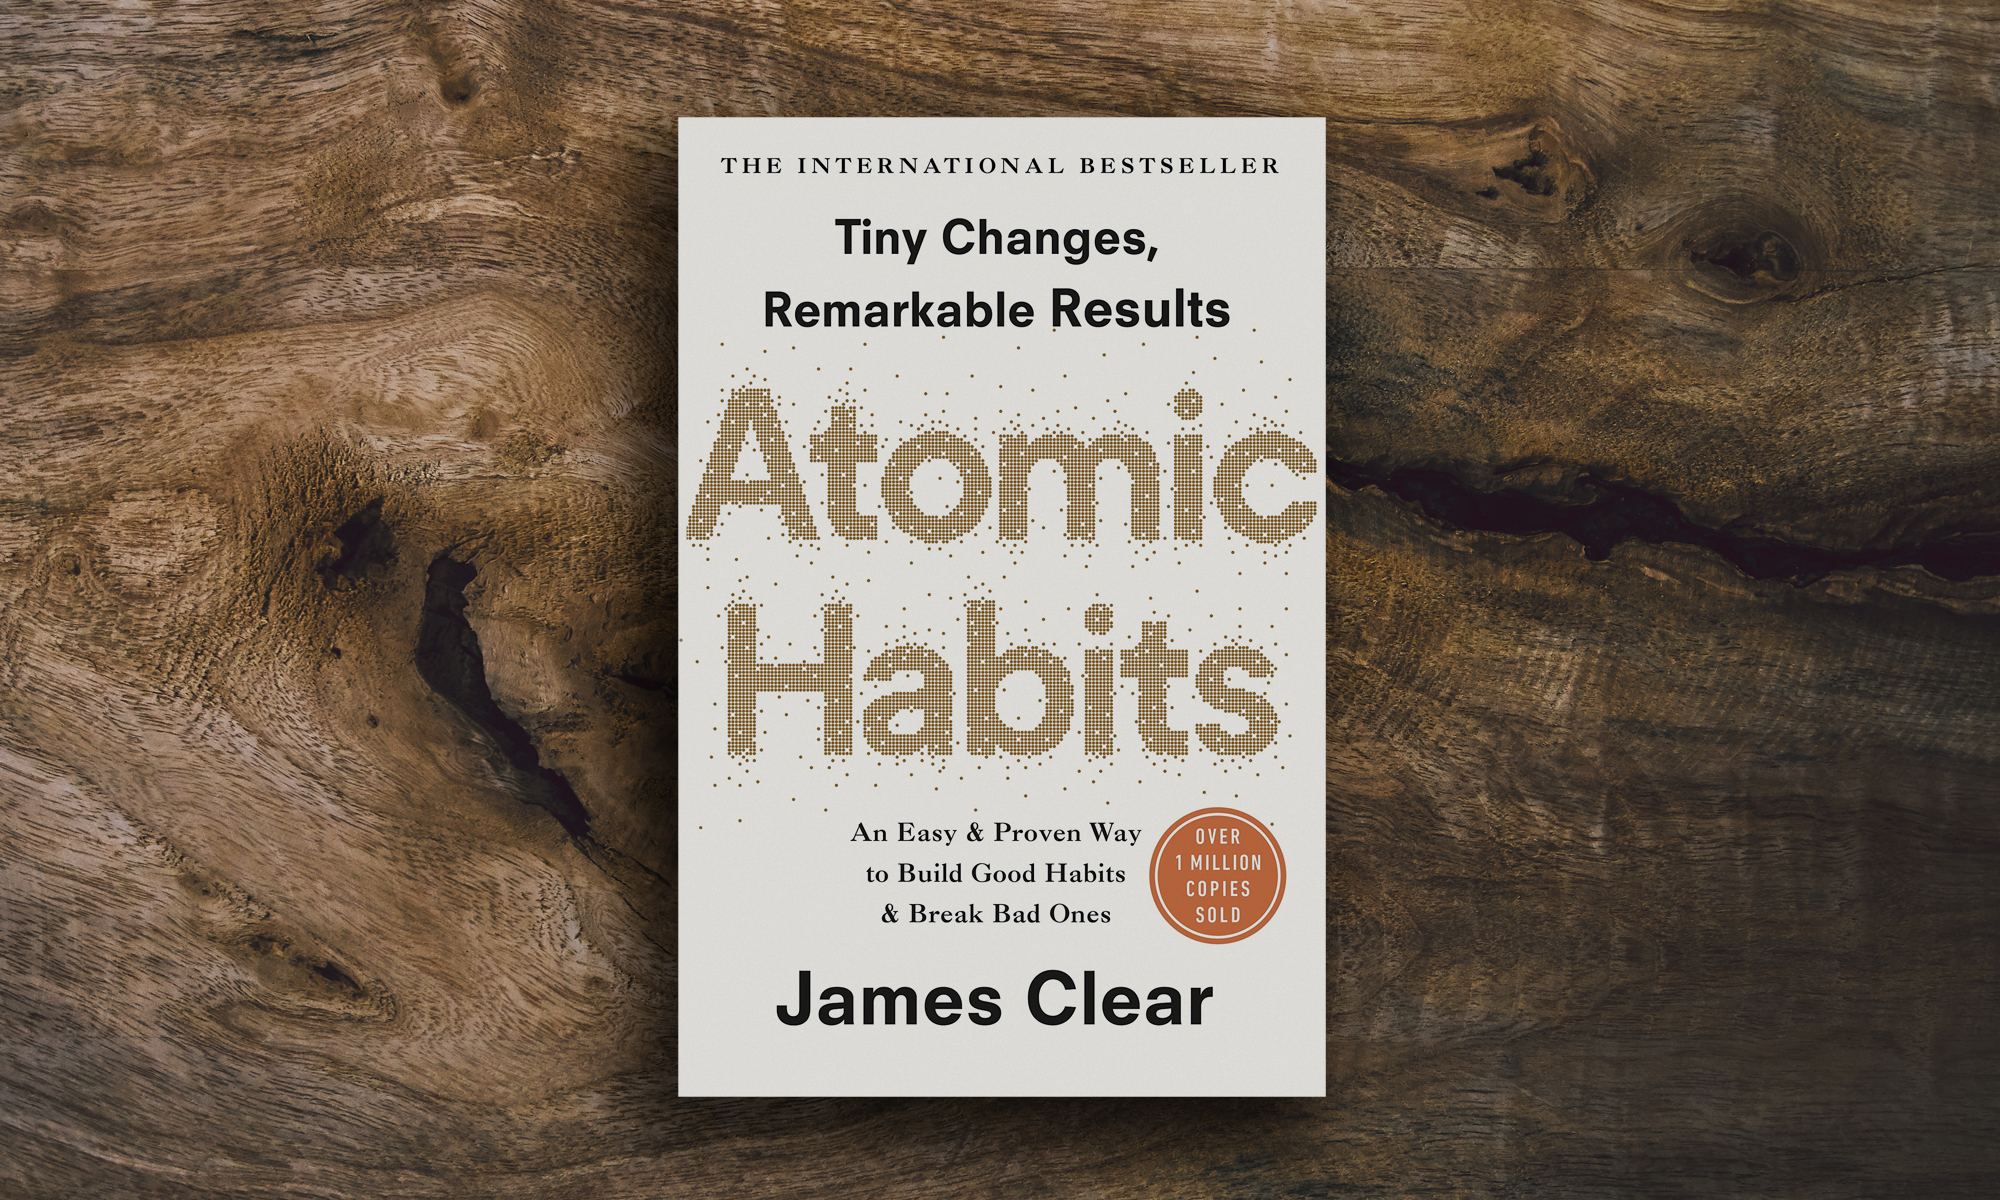 THE INTERNATIONAL BESTSELLER
Tiny Changes,
Remarkable Results
Atomic
Habits
An Easy & Proven Way
to Build Good Habits
& Break Bad Ones
OVER
1 MILLION
COPIES
SOLD
James Clear